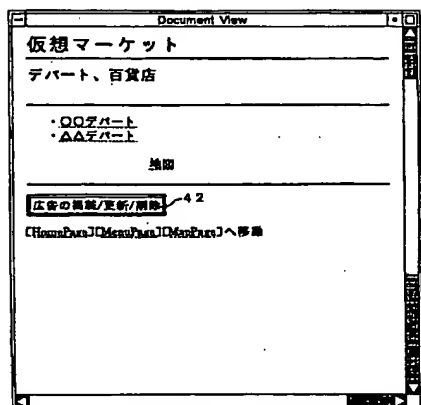 Document View
仮想マーケット
デパート、百貨店
・〇〇デパート
・△△デパート
地図
広告の掲載/更新/削除
42
[HomePage][MenuPage][MapPage]へ移動